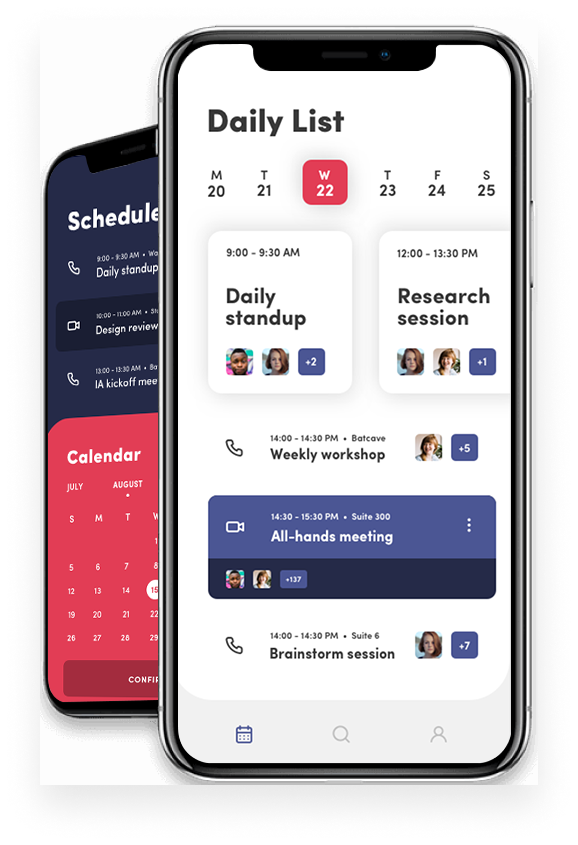 Daily List
M T W T F S
20 21 22 23 24 25
9:00 - 9:30 AM
Daily
standup
+2
12:00 - 13:30 PM
Research
session
+1
14:00 - 14:30 PM • Batcave
Weekly workshop
+5
14:30 - 15:30 PM • Suite 300
All-hands meeting
+137
14:00 - 14:30 PM • Suite 6
Brainstorm session
+7
Schedule
9:00 - 9:30 AM •
Daily standup
10:00 - 11:00 AM •
Design review
13:00 - 13:30 AM •
IA kickoff mee
Calendar
JULY AUGUST
S M T W
1
5 6 7 8
12 13 14 15
19 20 21 22
26 27 28 29
CONFI